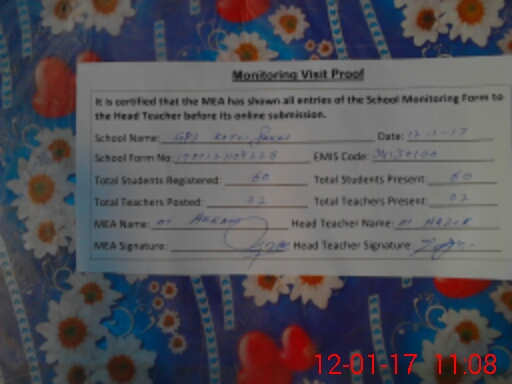 Monitoring Visit Proof
It is certified that the MEA has shown all entries of the School Monitoring Form to
the Head Teacher before its online submission.
School Name: GPS Date: 12-1-17
School Form No: EMIS Code:
Total Students Registered: 60 Total Students Present: 60
Total Teachers Posted: 02 Total Teachers Present: 02
MEA Name: M. Head Teacher Name: M.
MEA Signature: Head Teacher Signature
12-01-17 11:08